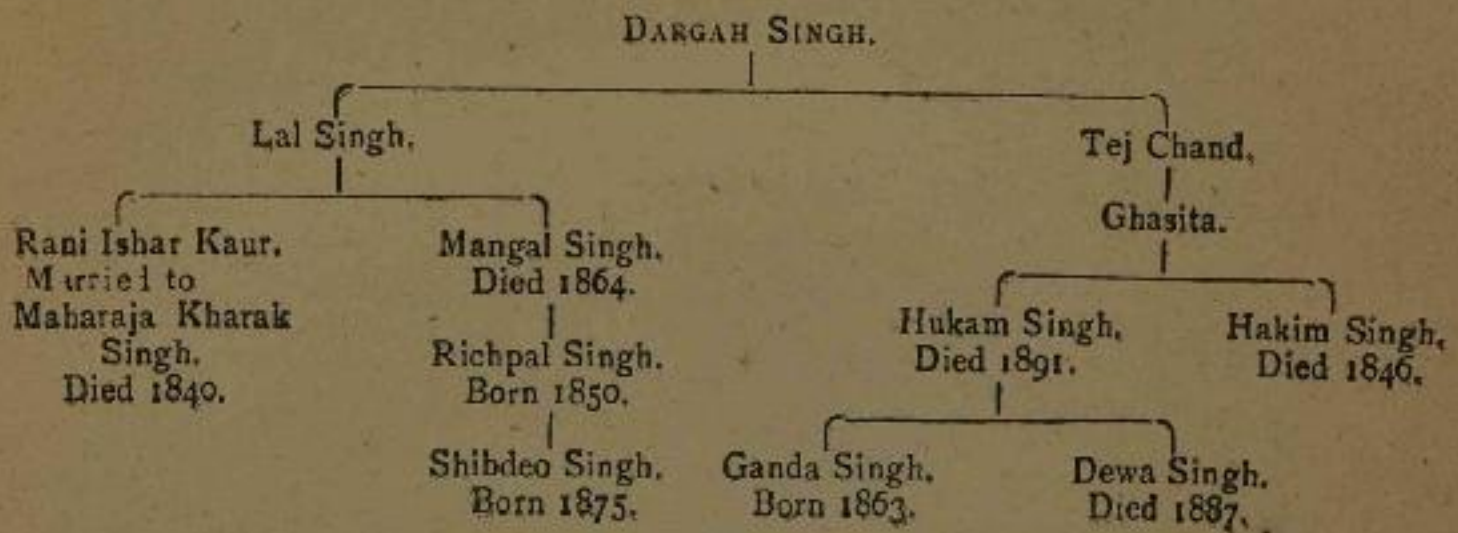 DARGAH SINGH.
Lal Singh.
Tej Chand.
Ghasita.
Rani Ishar Kaur.
Married to
Maharaja Kharak
Singh.
Died 1840.
Mangal Singh.
Died 1864.
Richpal Singh.
Born 1850.
Shibdeo Singh.
Born 1875.
Hukam Singh.
Died 1891.
Hakim Singh.
Died 1846.
Ganda Singh.
Born 1863.
Dewa Singh.
Died 1887.